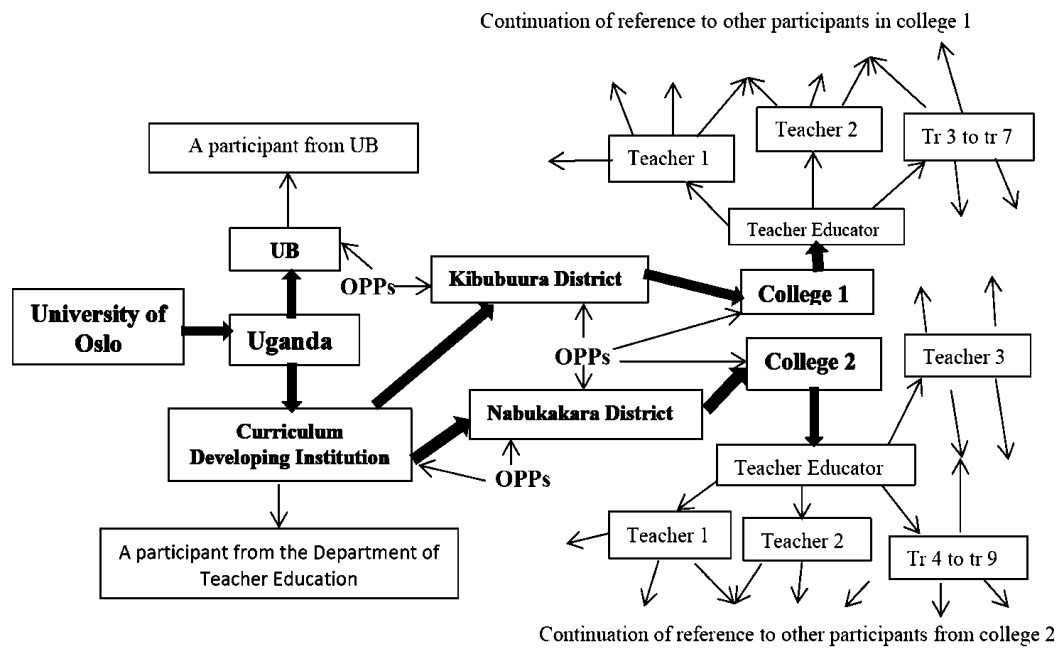 Continuation of reference to other participants in college 1
A participant from UB
Teacher 1
Teacher 2
Tr 3 to tr 7
Teacher Educator
UB
OPPs
Kibubuura District
College 1
University of
Oslo
Uganda
OPPs
College 2
Teacher 3
Curriculum
Developing Institution
Nabukakara District
OPPs
Teacher Educator
A participant from the Department of
Teacher Education
Teacher 1
Teacher 2
Tr 4 to tr 9
Continuation of reference to other participants from college 2